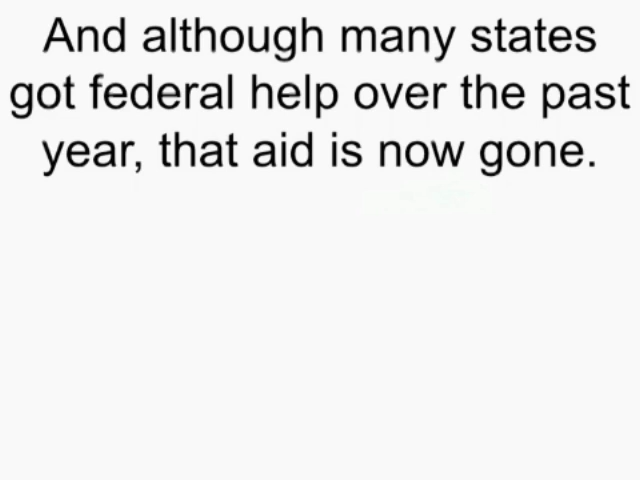 And although many states
got federal help over the past
year, that aid is now gone.